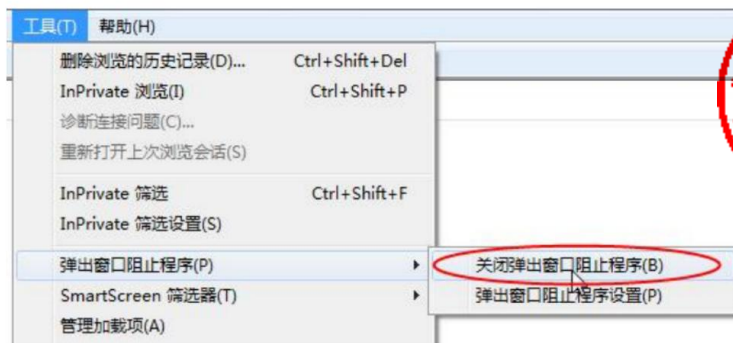 工具(T) 帮助(H)
删除浏览的历史记录(D)... Ctrl+Shift+Del
InPrivate 浏览(I) Ctrl+Shift+P
诊断连接问题(C)...
重新打开上次浏览会话(S)
InPrivate 筛选 Ctrl+Shift+F
InPrivate 筛选设置(S)
弹出窗口阻止程序(P) 关闭弹出窗口阻止程序(B)
SmartScreen 筛选器(T) 弹出窗口阻止程序设置(P)
管理加载项(A)